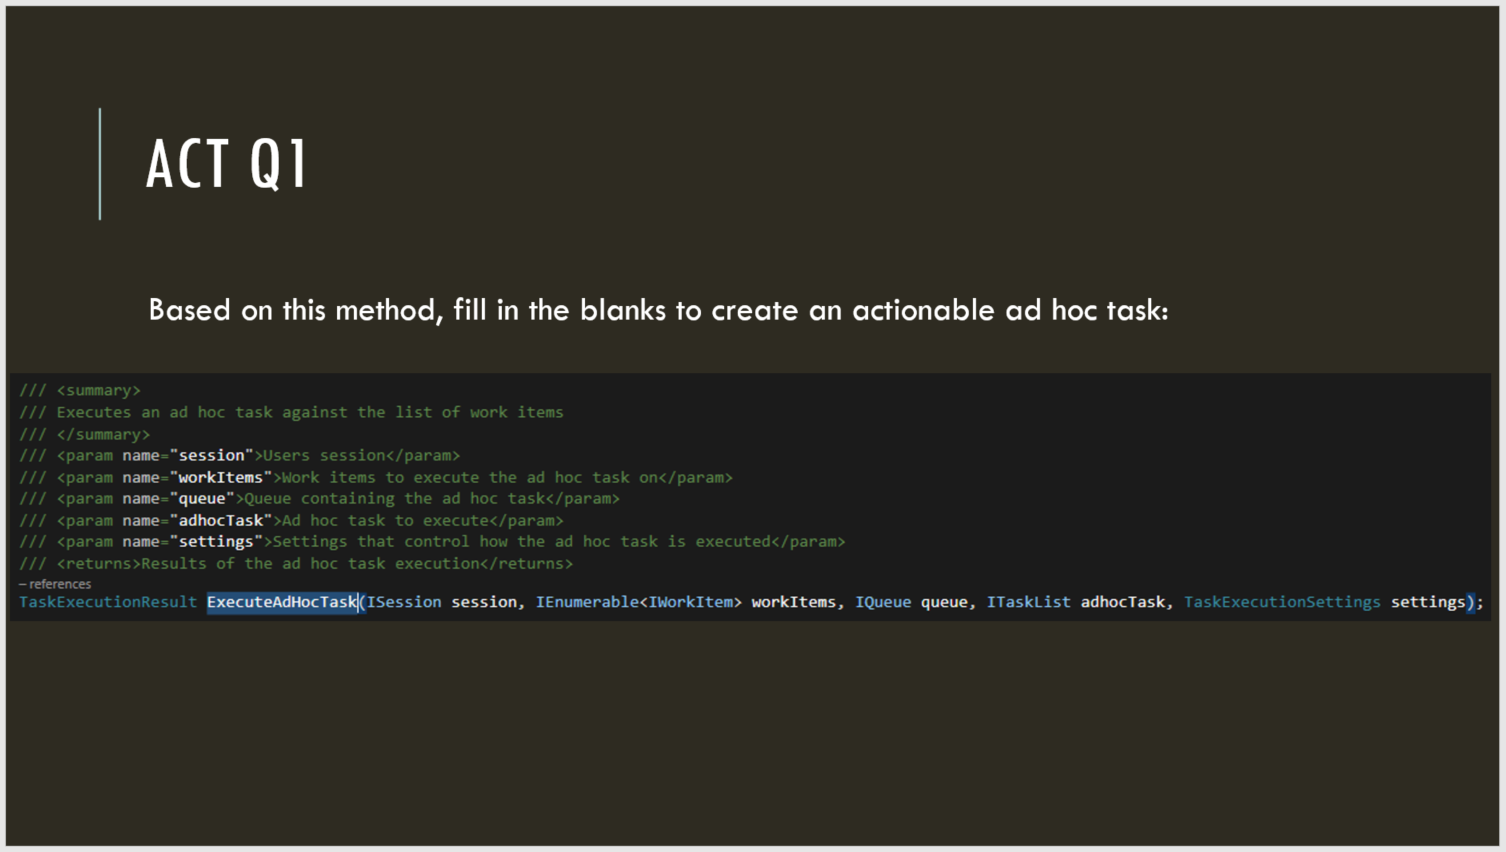 ACT Q1
Based on this method, fill in the blanks to create an actionable ad hoc task:
/// <summary>
/// Executes an ad hoc task against the list of work items
/// </summary>
/// <param name="session">Users session</param>
/// <param name="workItems">Work items to execute the ad hoc task on</param>
/// <param name="queue">Queue containing the ad hoc task</param>
/// <param name="adhocTask">Ad hoc task to execute</param>
/// <param name="settings">Settings that control how the ad hoc task is executed</param>
/// <returns>Results of the ad hoc task execution</returns>
– references
TaskExecutionResult ExecuteAdHocTask(ISession session, IEnumerable<IWorkItem> workItems, IQueue queue, ITaskList adhocTask, TaskExecutionSettings settings);